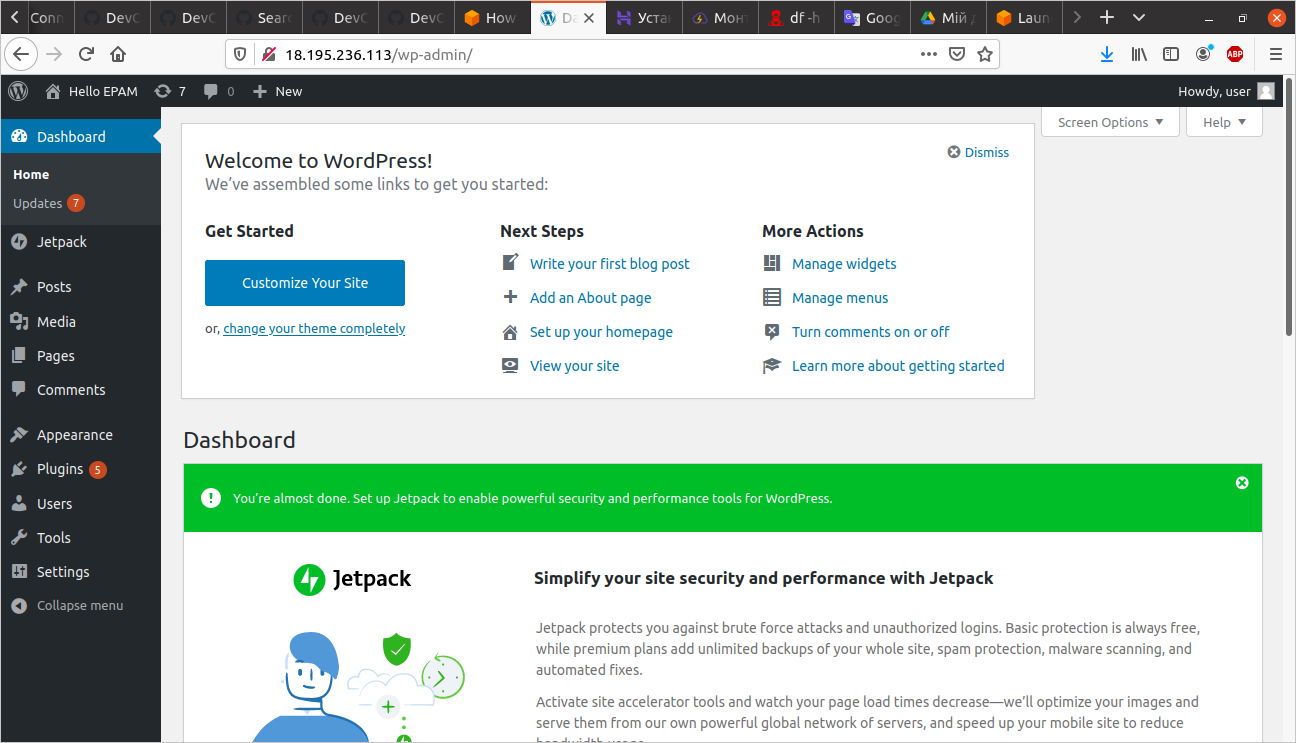 Conn
DevC
DevC
Sear
DevC
DevC
How
Da
Уста
Монт
df -h
Goog
Мій д
Laun
18.195.236.113/wp-admin/
ABP
Hello EPAM
7
0
New
Howdy, user
Dashboard
Home
Updates 7
Jetpack
Posts
Media
Pages
Comments
Appearance
Plugins 5
Users
Tools
Settings
Collapse menu
Screen Options
Help
Welcome to WordPress!
Dismiss
We've assembled some links to get you started:
Get Started
Customize Your Site
or, change your theme completely
Next Steps
Write your first blog post
Add an About page
Set up your homepage
View your site
More Actions
Manage widgets
Manage menus
Turn comments on or off
Learn more about getting started
Dashboard
You're almost done. Set up Jetpack to enable powerful security and performance tools for WordPress.
Jetpack
Simplify your site security and performance with Jetpack
Jetpack protects you against brute force attacks and unauthorized logins. Basic protection is always free,
while premium plans add unlimited backups of your whole site, spam protection, malware scanning, and
automated fixes.
Activate site accelerator tools and watch your page load times decrease—we'll optimize your images and
serve them from our own powerful global network of servers, and speed up your mobile site to reduce
bandwidth usage.